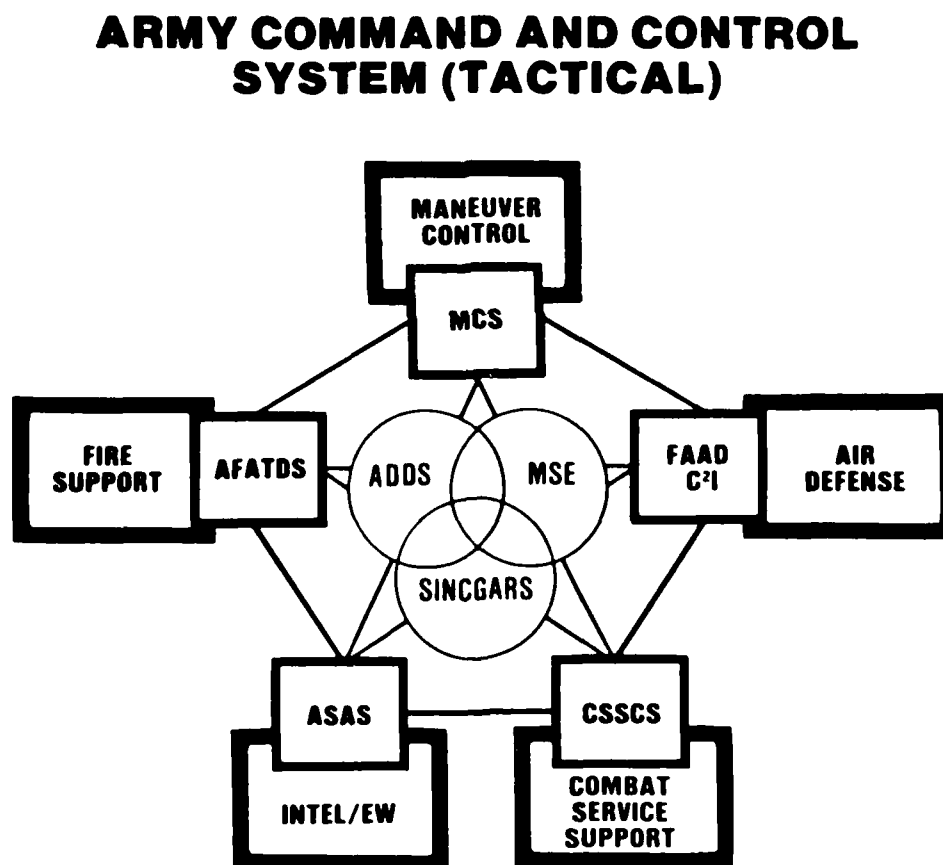 ARMY COMMAND AND CONTROL
SYSTEM (TACTICAL)
MANEUVER
CONTROL
MCS
FIRE
SUPPORT
AFATDS
ADDS
MSE
FAAD
C²I
AIR
DEFENSE
SINCGARS
ASAS
CSSCS
INTEL/EW
COMBAT
SERVICE
SUPPORT